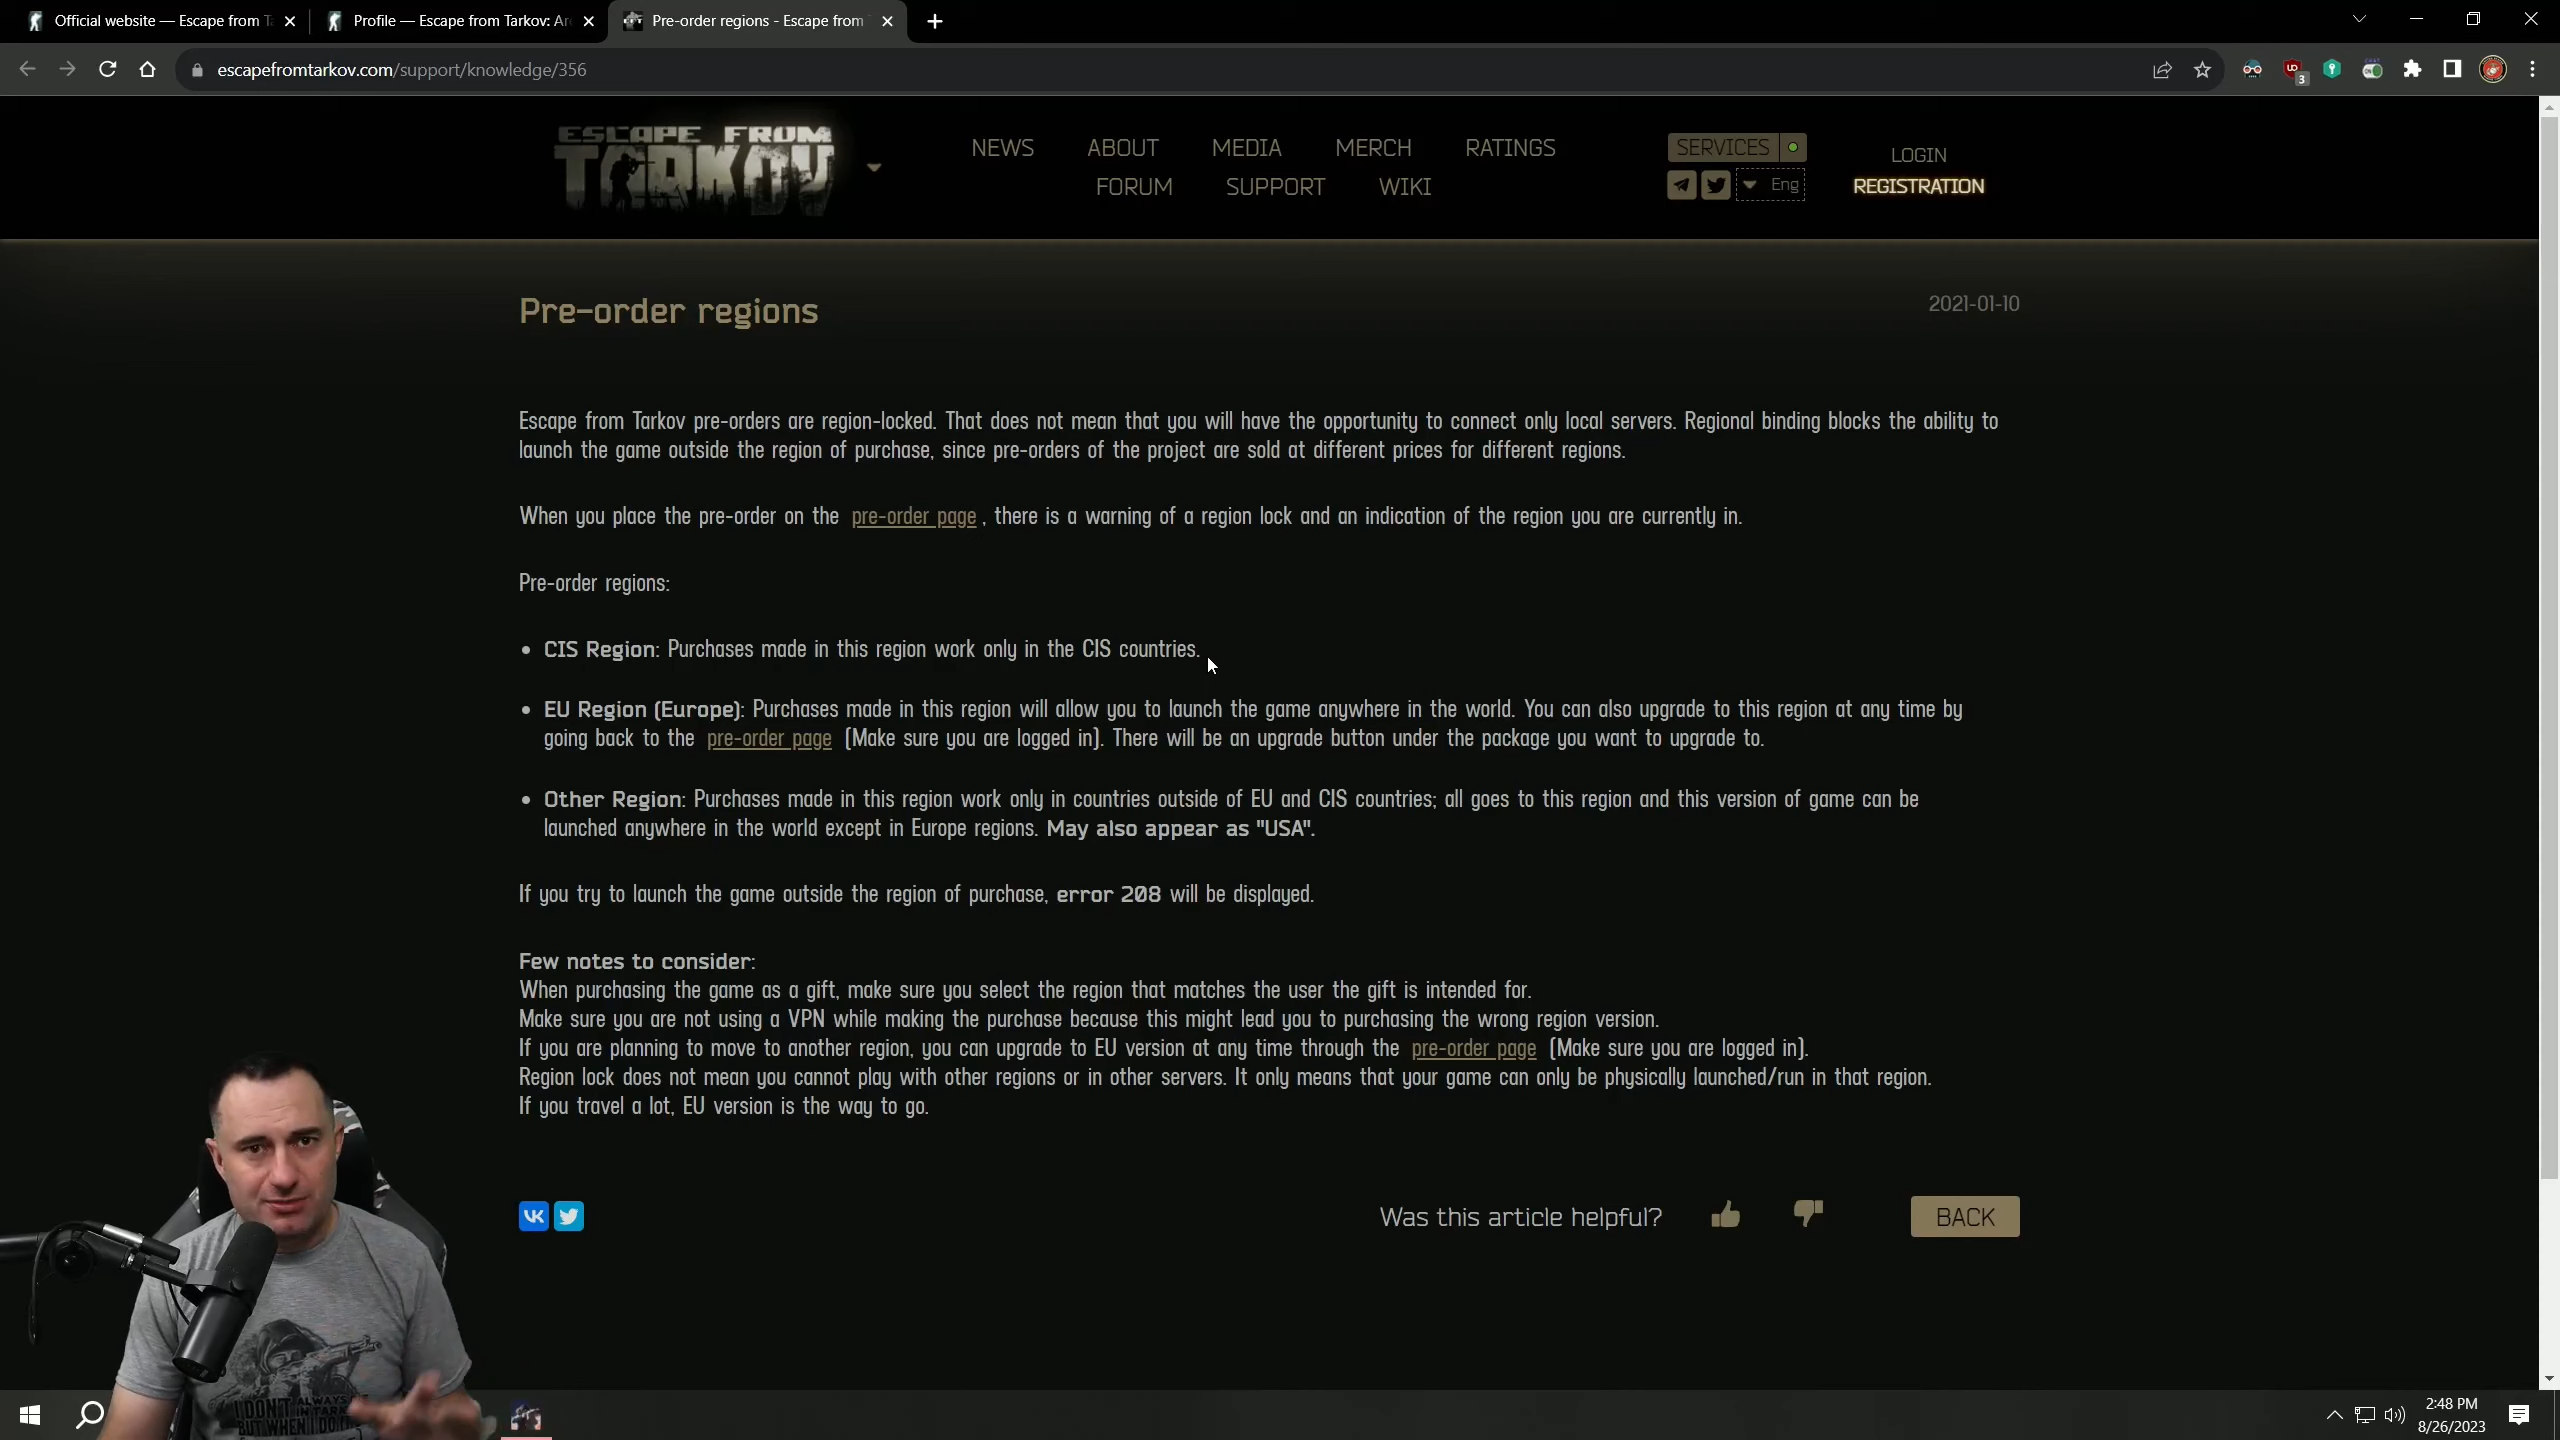 Official website — Escape from Ta
Profile — Escape from Tarkov: Are
Pre-order regions - Escape from
escapefromtarkov.com/support/knowledge/356
3
ESCAPE FROM
TARKOV
NEWS
ABOUT
MEDIA
MERCH
RATINGS
FORUM
SUPPORT
WIKI
SERVICES
Eng
LOGIN
REGISTRATION
Pre-order regions
2021-01-10
Escape from Tarkov pre-orders are region-locked. That does not mean that you will have the opportunity to connect only local servers. Regional binding blocks the ability to
launch the game outside the region of purchase, since pre-orders of the project are sold at different prices for different regions.
When you place the pre-order on the pre-order page , there is a warning of a region lock and an indication of the region you are currently in.
Pre-order regions:
• CIS Region: Purchases made in this region work only in the CIS countries.
• EU Region (Europe): Purchases made in this region will allow you to launch the game anywhere in the world. You can also upgrade to this region at any time by
going back to the pre-order page (Make sure you are logged in). There will be an upgrade button under the package you want to upgrade to.
• Other Region: Purchases made in this region work only in countries outside of EU and CIS countries; all goes to this region and this version of game can be
launched anywhere in the world except in Europe regions. May also appear as "USA".
If you try to launch the game outside the region of purchase, error 208 will be displayed.
Few notes to consider:
When purchasing the game as a gift, make sure you select the region that matches the user the gift is intended for.
Make sure you are not using a VPN while making the purchase because this might lead you to purchasing the wrong region version.
If you are planning to move to another region, you can upgrade to EU version at any time through the pre-order page (Make sure you are logged in).
Region lock does not mean you cannot play with other regions or in other servers. It only means that your game can only be physically launched/run in that region.
If you travel a lot, EU version is the way to go.
Was this article helpful?
BACK
I DON'T ALWAYS
BUT WHEN I DO
2:48 PM
8/26/2023